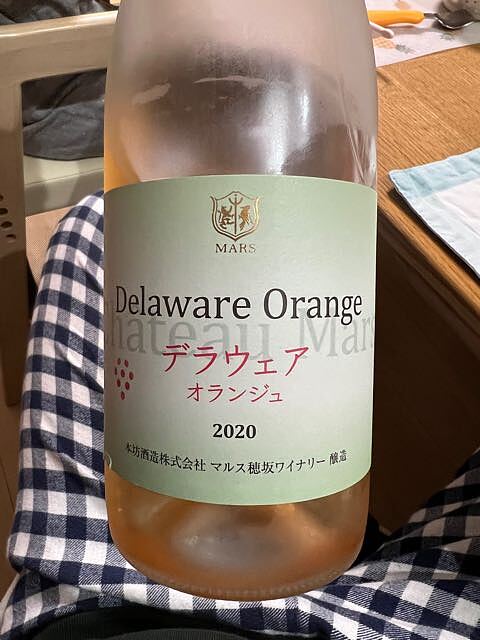 MARS
Chateau Mars
Delaware Orange
デラウェア
オランジュ
2020
本坊酒造株式会社 マルス穂坂ワイナリー 醸造